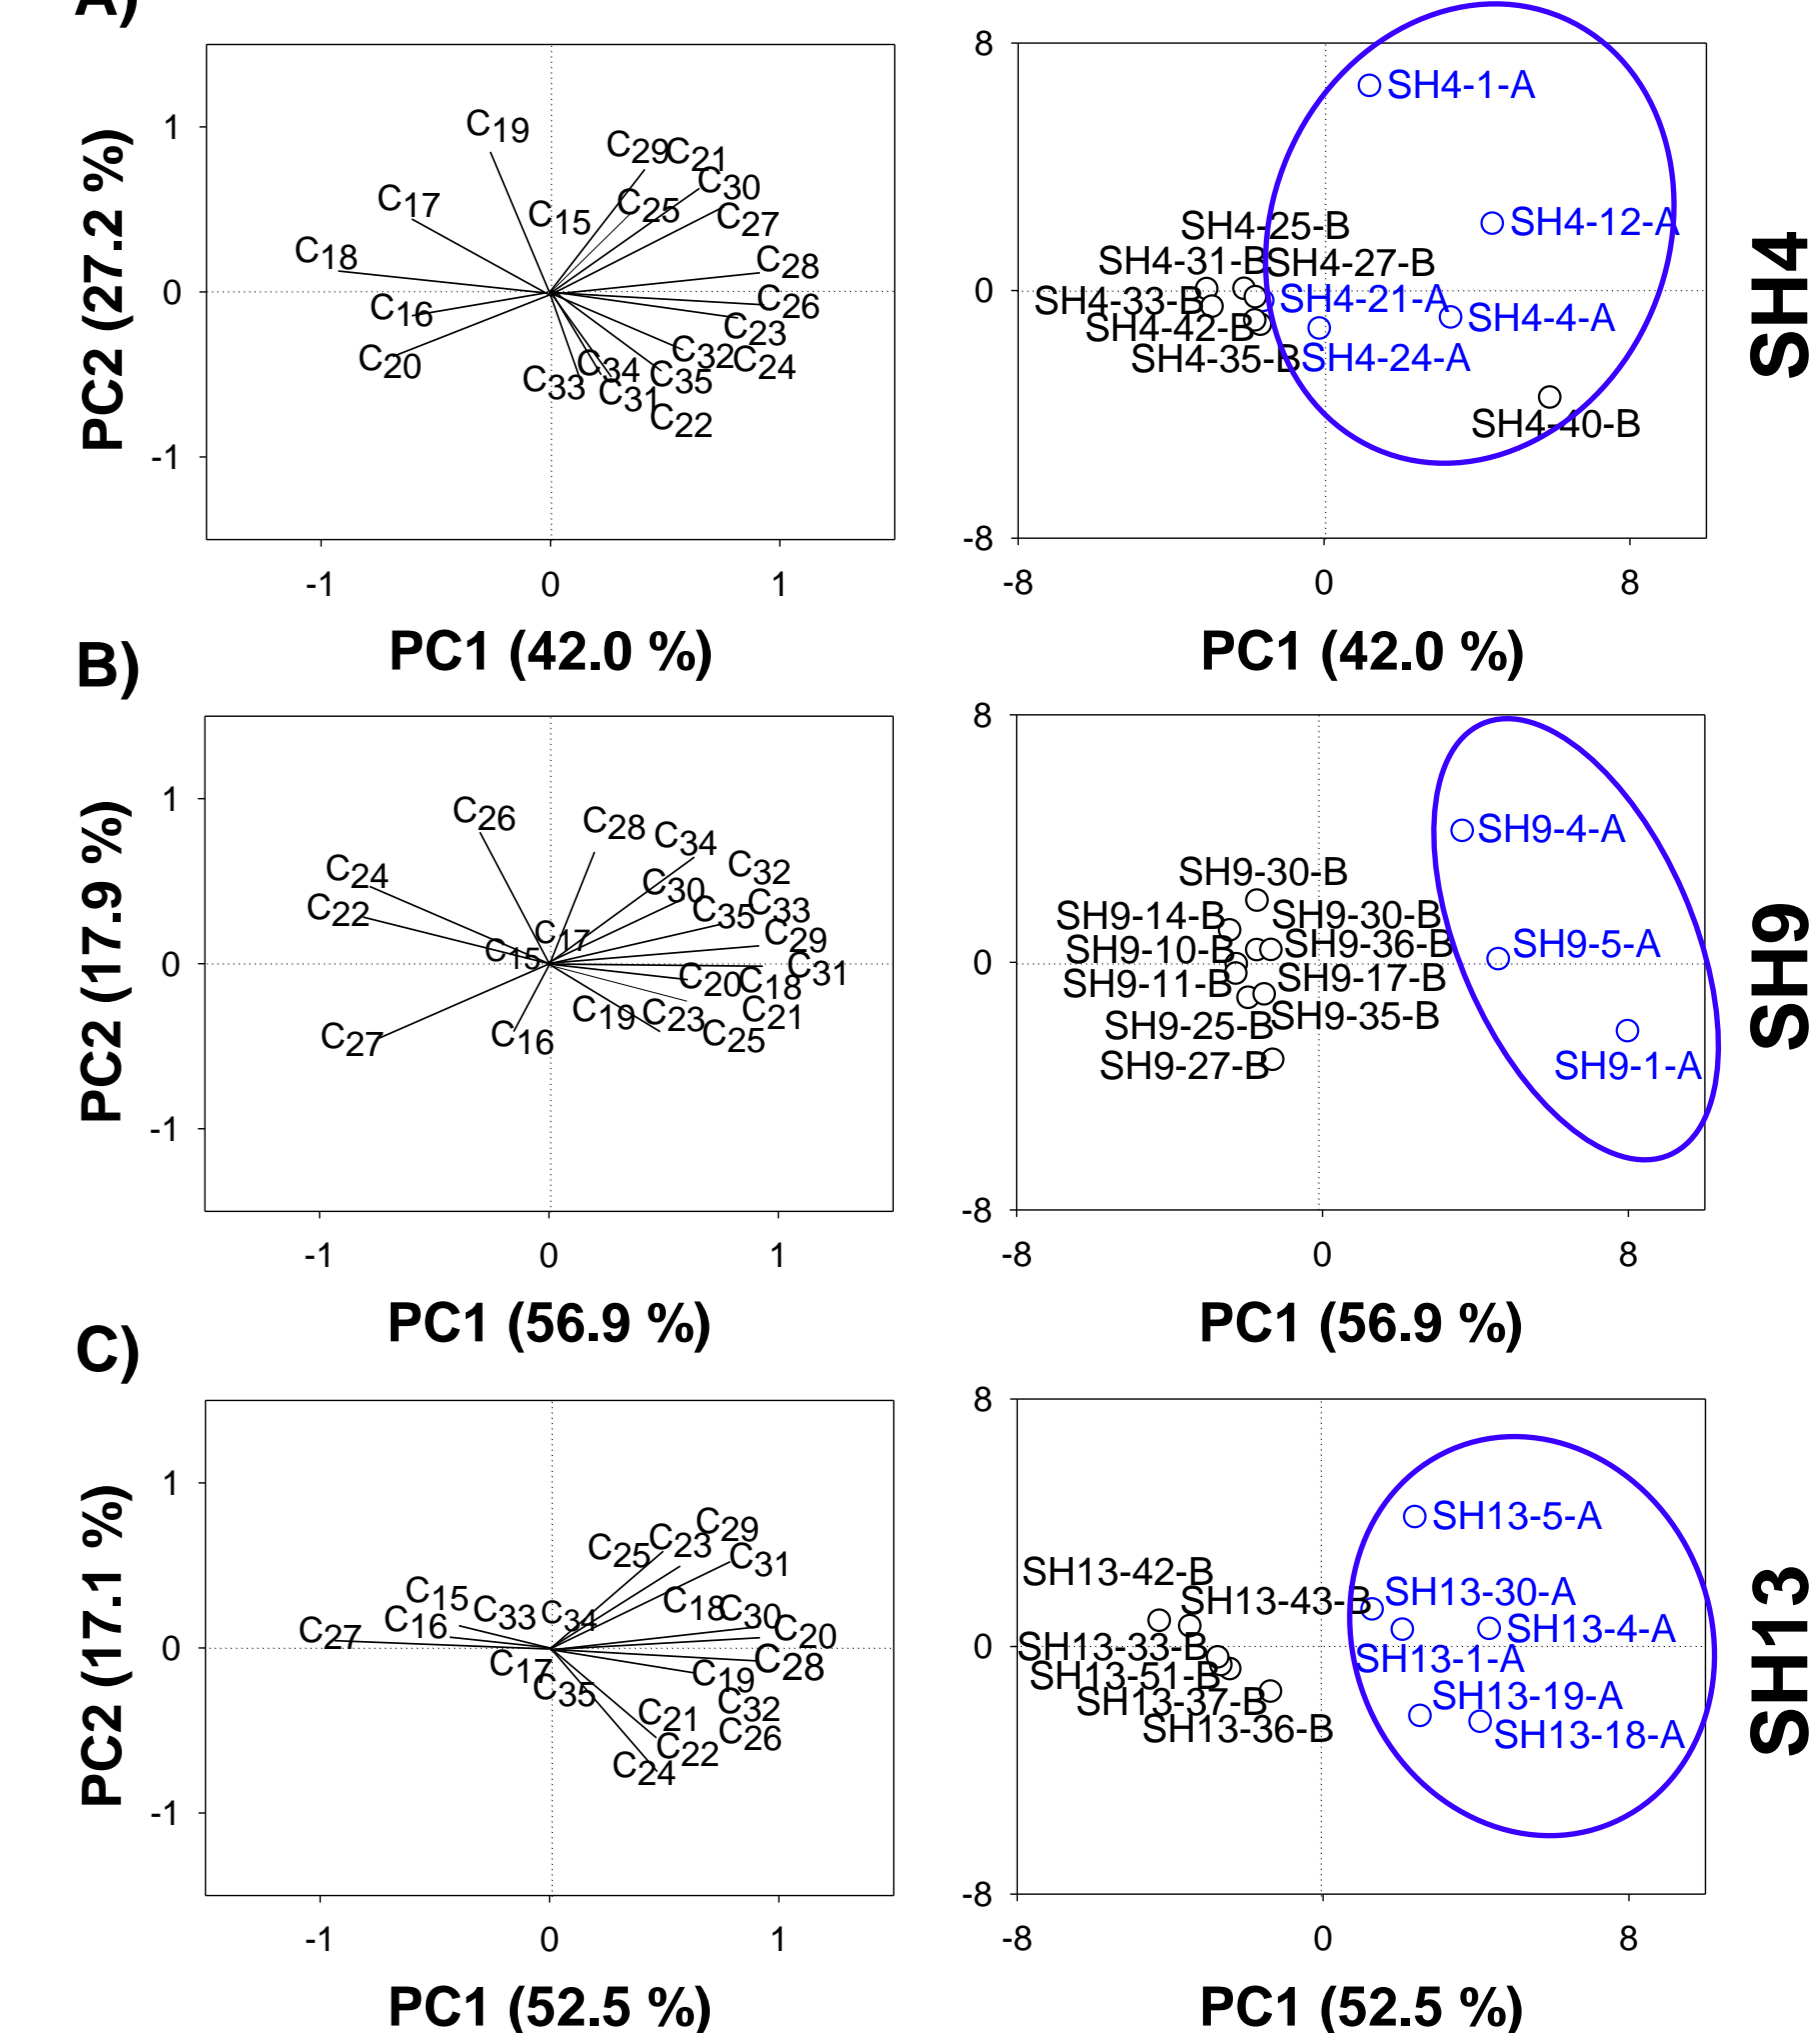 A)
PC2 (27.2 %)
1
0
-1
C19
C29
C21
C30
C17
C25
C15
C27
C18
C28
C16
C26
C23
C20
C32
C24
C34
C33
C35
C31
C22
-1
0
1
PC1 (42.0 %)
8
0
-8
SH4-1-A
SH4-12-A
SH4-25-B
SH4-31-B
SH4-27-B
SH4-33-B
SH4-21-A
SH4-4-A
SH4-42-B
SH4-35-B
SH4-24-A
SH4-40-B
-8
0
8
PC1 (42.0 %)
SH4
B)
PC2 (17.9 %)
1
0
-1
C26
C28
C34
C24
C32
C30
C22
C35
C33
C17
C29
C15
C31
C20
C18
C19
C23
C21
C27
C16
C25
-1
0
1
PC1 (56.9 %)
8
0
-8
SH9-4-A
SH9-30-B
SH9-14-B
SH9-30-B
SH9-10-B
SH9-36-B
SH9-5-A
SH9-11-B
SH9-17-B
SH9-25-B
SH9-35-B
SH9-27-B
SH9-1-A
-8
0
8
PC1 (56.9 %)
SH9
C)
PC2 (17.1 %)
1
0
-1
C29
C23
C25
C31
C15
C18
C30
C16
C33
C34
C27
C20
C17
C28
C19
C35
C32
C21
C26
C22
C24
-1
0
1
PC1 (52.5 %)
8
0
-8
SH13-5-A
SH13-42-B
SH13-43-B
SH13-30-A
SH13-4-A
SH13-33-B
SH13-1-A
SH13-51-B
SH13-37-B
SH13-19-A
SH13-36-B
SH13-18-A
-8
0
8
PC1 (52.5 %)
SH13